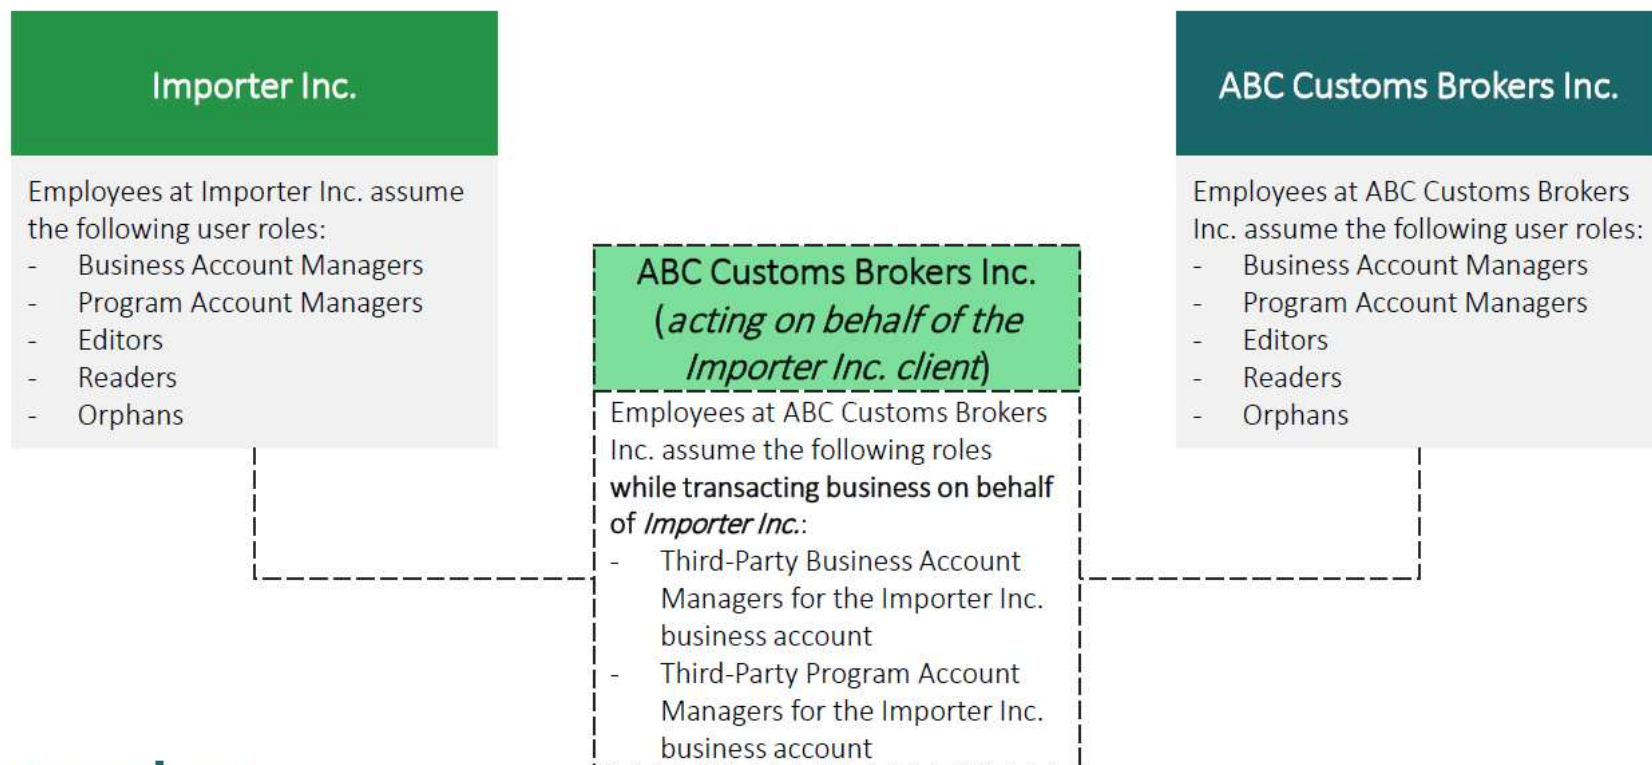 Importer Inc.
Employees at Importer Inc. assume
the following user roles:
- Business Account Managers
- Program Account Managers
- Editors
- Readers
- Orphans
ABC Customs Brokers Inc.
(acting on behalf of the
Importer Inc. client)
Employees at ABC Customs Brokers
Inc. assume the following roles
while transacting business on behalf
of Importer Inc.:
- Third-Party Business Account
Managers for the Importer Inc.
business account
- Third-Party Program Account
Managers for the Importer Inc.
business account
ABC Customs Brokers Inc.
Employees at ABC Customs Brokers
Inc. assume the following user roles:
- Business Account Managers
- Program Account Managers
- Editors
- Readers
- Orphans